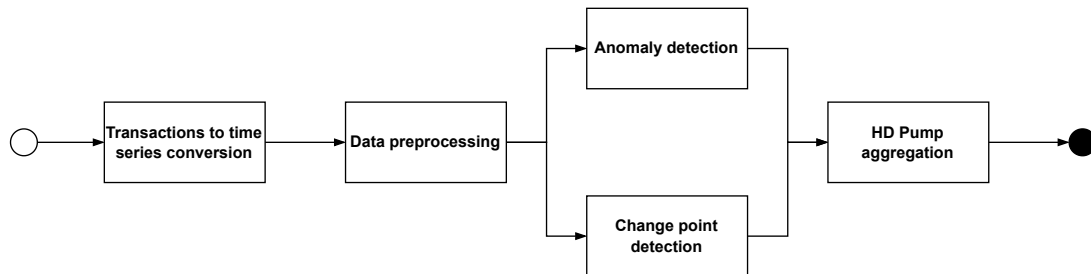 Anomaly detection
Transactions to time
series conversion
Data preprocessing
HD Pump
aggregation
Change point
detection